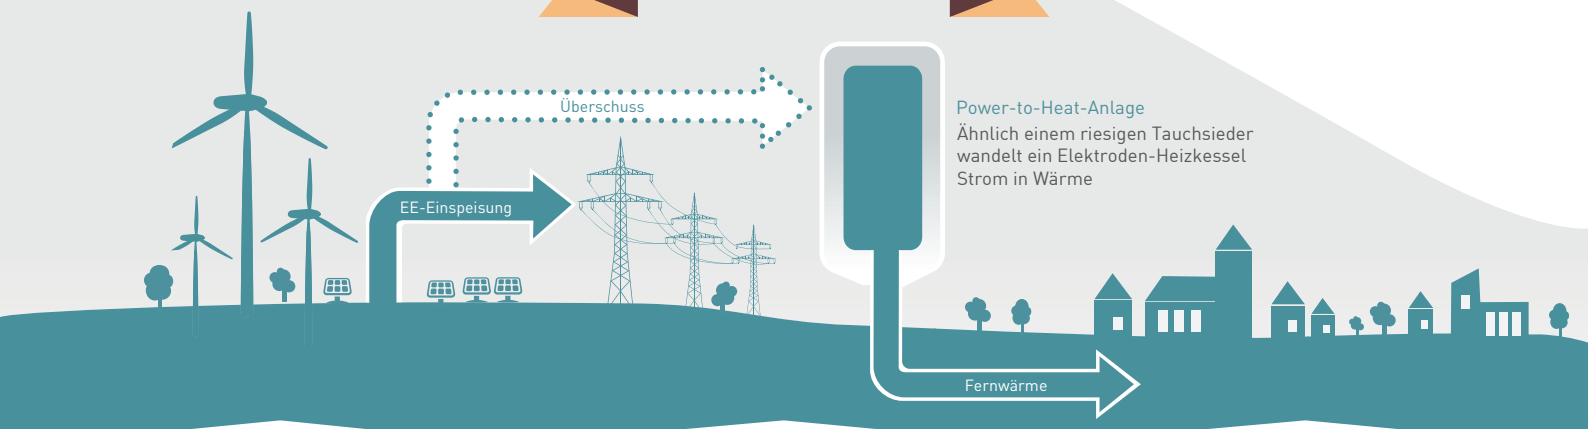 Überschuss
EE-Einspeisung
Power-to-Heat-Anlage
Ähnlich einem riesigen Tauchsieder
wandelt ein Elektroden-Heizkessel
Strom in Wärme
Fernwärme